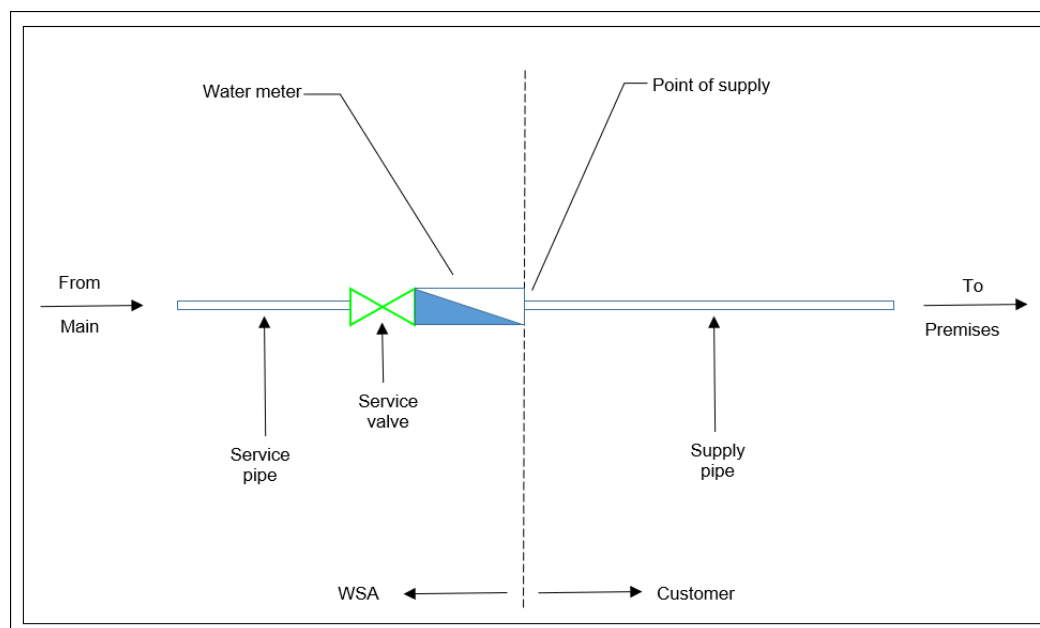 Water meter
Point of supply
From
Main
To
Premises
Service
valve
Service
pipe
Supply
pipe
WSA
Customer